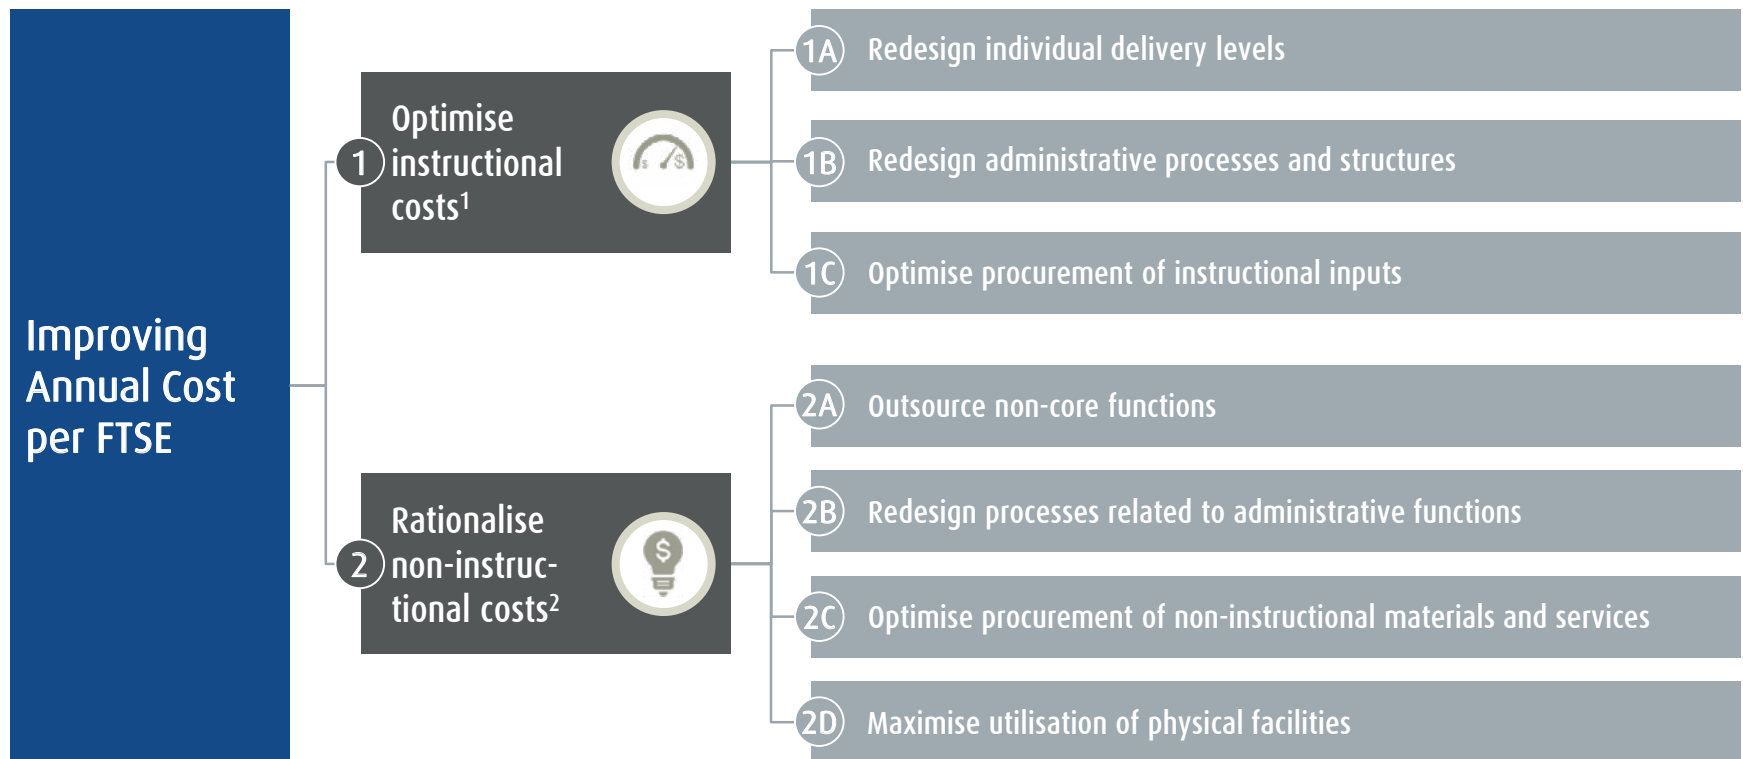 Improving
Annual Cost
per FTSE
1
Optimise
instructional
costs¹
$ $
1A Redesign individual delivery levels
1B Redesign administrative processes and structures
1C Optimise procurement of instructional inputs
2
Rationalise
non-instruc-
tional costs²
$
2A Outsource non-core functions
2B Redesign processes related to administrative functions
2C Optimise procurement of non-instructional materials and services
2D Maximise utilisation of physical facilities